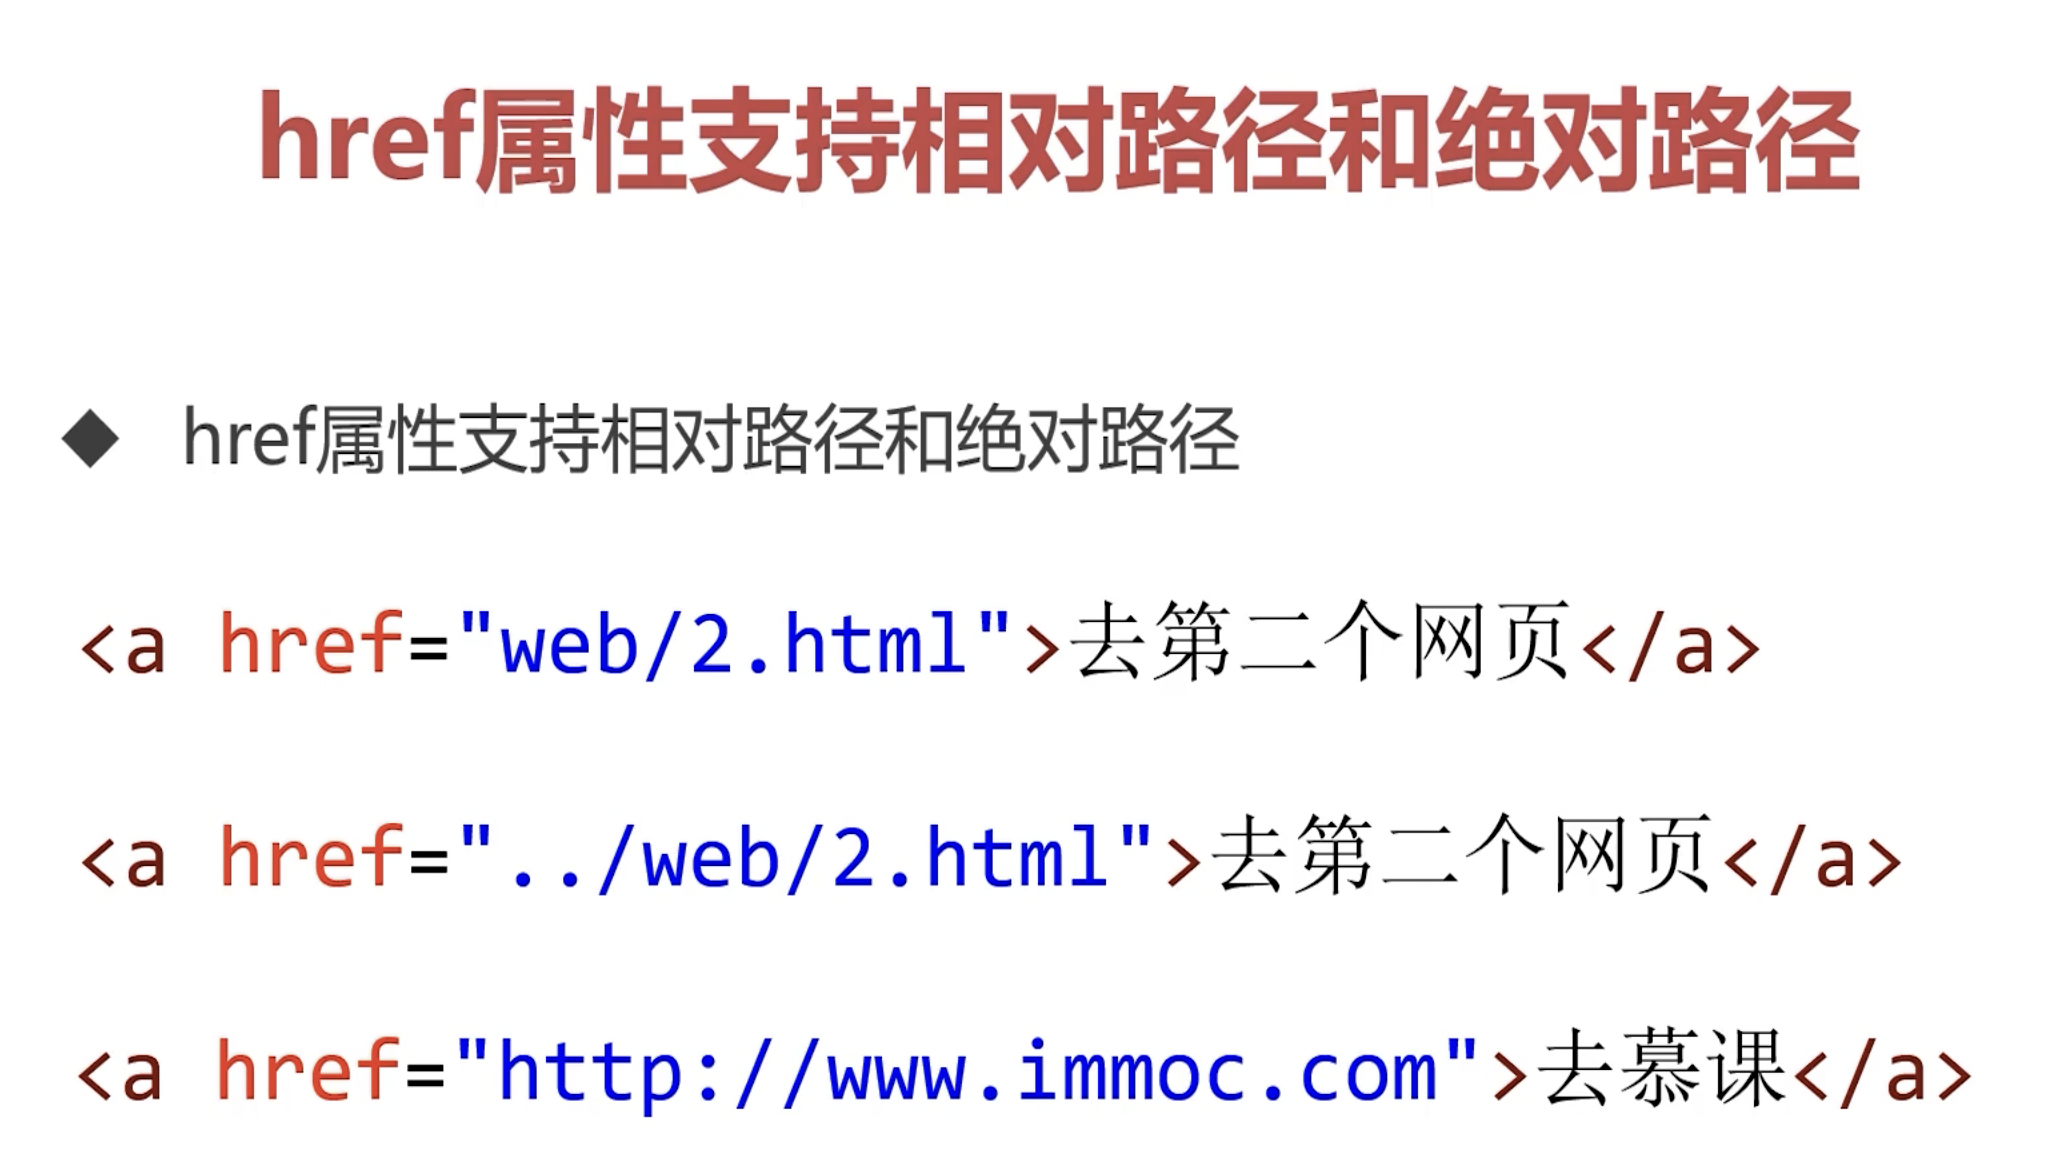 href属性支持相对路径和绝对路径
◆ href属性支持相对路径和绝对路径
<a href="web/2.html">去第二个网页</a>
<a href="../web/2.html">去第二个网页</a>
<a href="http://www.immoc.com">去慕课</a>